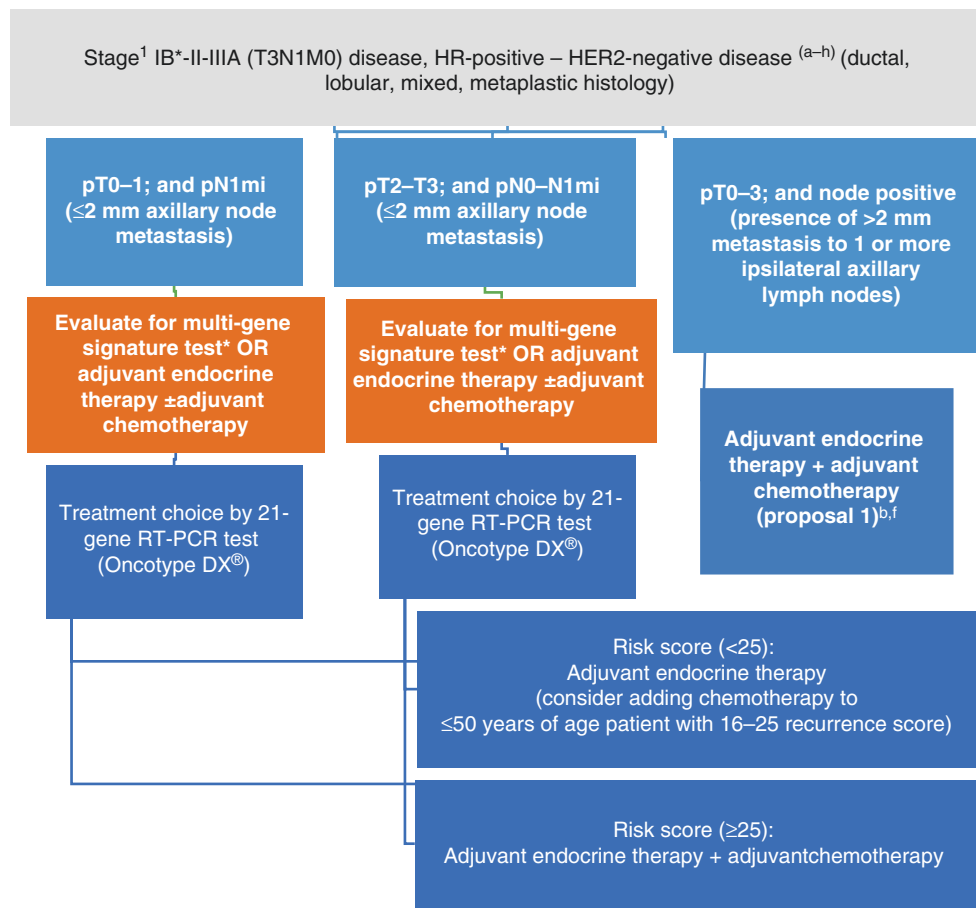 Stage¹ IB*-II-IIIA (T3N1M0) disease, HR-positive – HER2-negative disease (a–h) (ductal,
lobular, mixed, metaplastic histology)
pT0–1; and pN1mi
(≤2 mm axillary node
metastasis)
pT2–T3; and pN0–N1mi
(≤2 mm axillary node
metastasis)
pT0–3; and node positive
(presence of >2 mm
metastasis to 1 or more
ipsilateral axillary
lymph nodes)
Evaluate for multi-gene
signature test* OR
adjuvant endocrine
therapy ±adjuvant
chemotherapy
Evaluate for multi-gene
signature test* OR adjuvant
endocrine therapy ±adjuvant
chemotherapy
Adjuvant endocrine
therapy + adjuvant
chemotherapy
(proposal 1)b,f
Treatment choice by 21-
gene RT-PCR test
(Oncotype DX®)
Treatment choice by 21-
gene RT-PCR test
(Oncotype DX®)
Risk score (<25):
Adjuvant endocrine therapy
(consider adding chemotherapy to
≤50 years of age patient with 16–25 recurrence score)
Risk score (≥25):
Adjuvant endocrine therapy + adjuvantchemotherapy